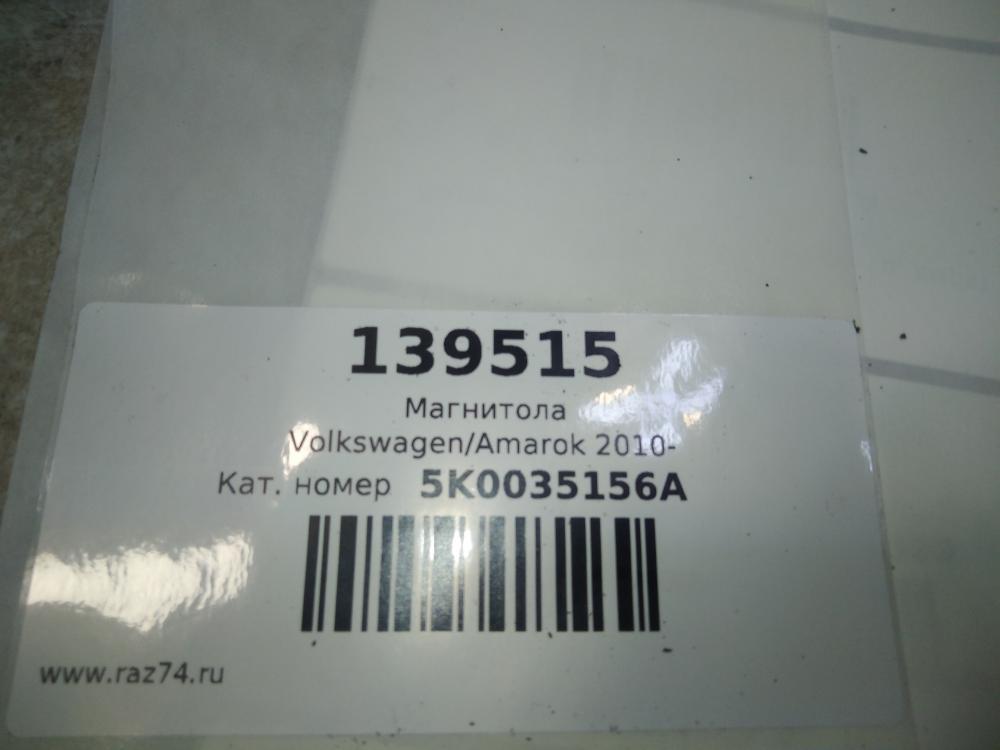 139515
Магнитола
Volkswagen/Amarok 2010-
Кат. номер 5K0035156A
www.raz74.ru